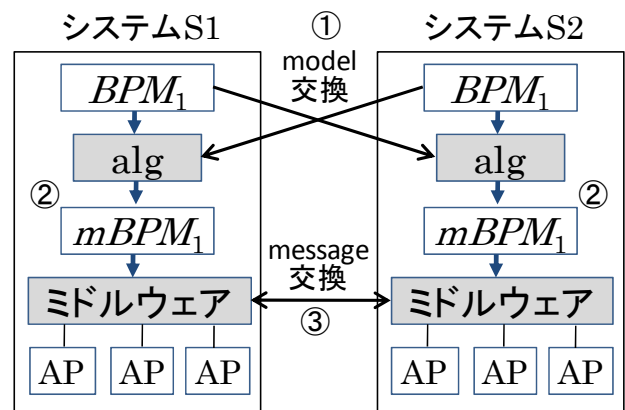 システムS1
①
システムS2
model
交換
BPM1
BPM1
alg
alg
②
②
mBPM1
mBPM1
message
交換
ミドルウェア
③
ミドルウェア
AP
AP
AP
AP
AP
AP